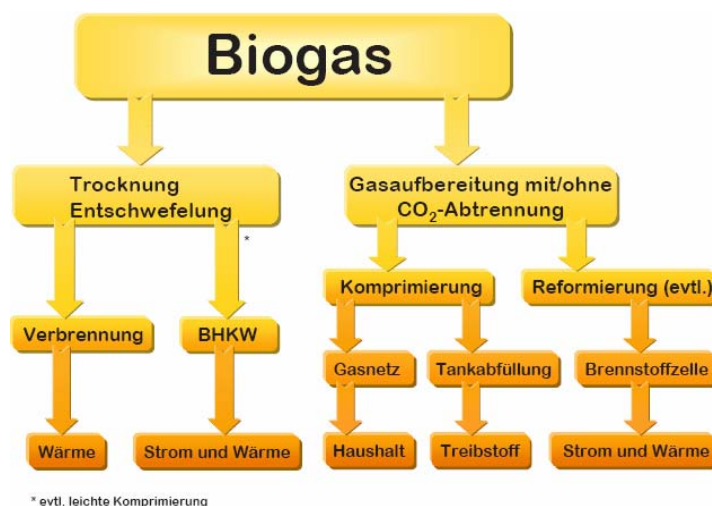 Biogas
Trocknung
Entschwefelung
Gasaufbereitung mit/ohne
CO₂-Abtrennung
*
Komprimierung
Reformierung (evtl.)
Verbrennung
BHKW
Gasnetz
Tankabfüllung
Brennstoffzelle
Wärme
Strom und Wärme
Haushalt
Treibstoff
Strom und Wärme
* evtl. leichte Komprimierung